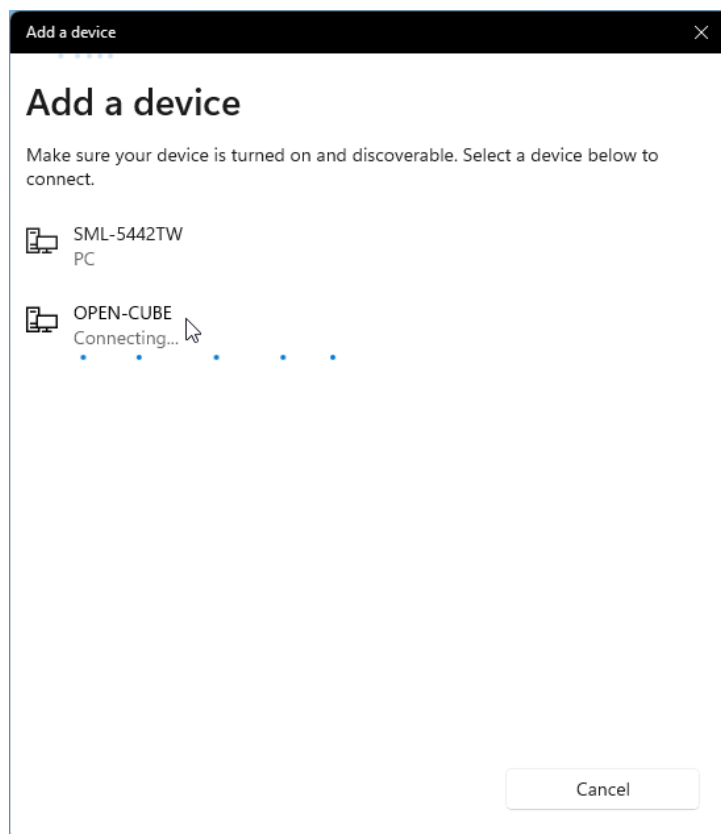 Add a device
Add a device
Make sure your device is turned on and discoverable. Select a device below to
connect.
SML-5442TW
PC
OPEN-CUBE
Connecting...
Cancel